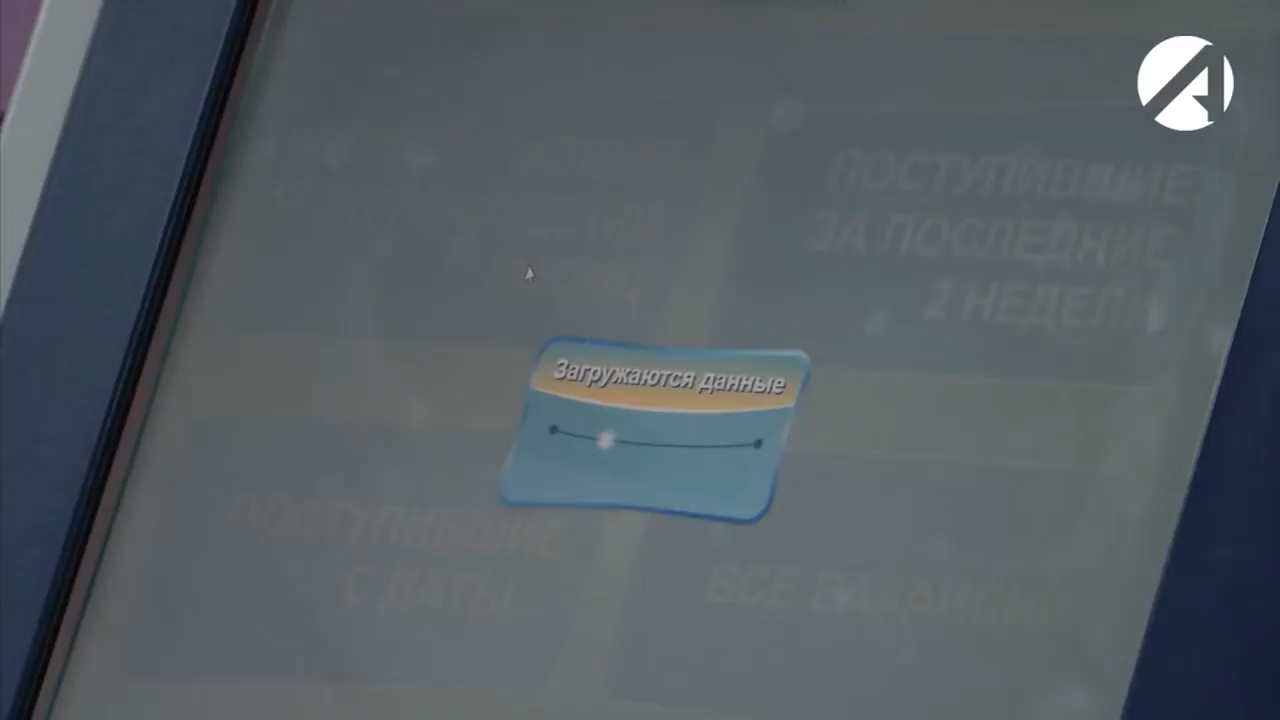 ПОСТУПИВШИЕ
ЗА ПОСЛЕДНИЕ
2 НЕДЕЛИ
Загружаются данные
ПОСТУПИВШИЕ
С ДАТЫ
ВСЕ ВАКАНСИИ